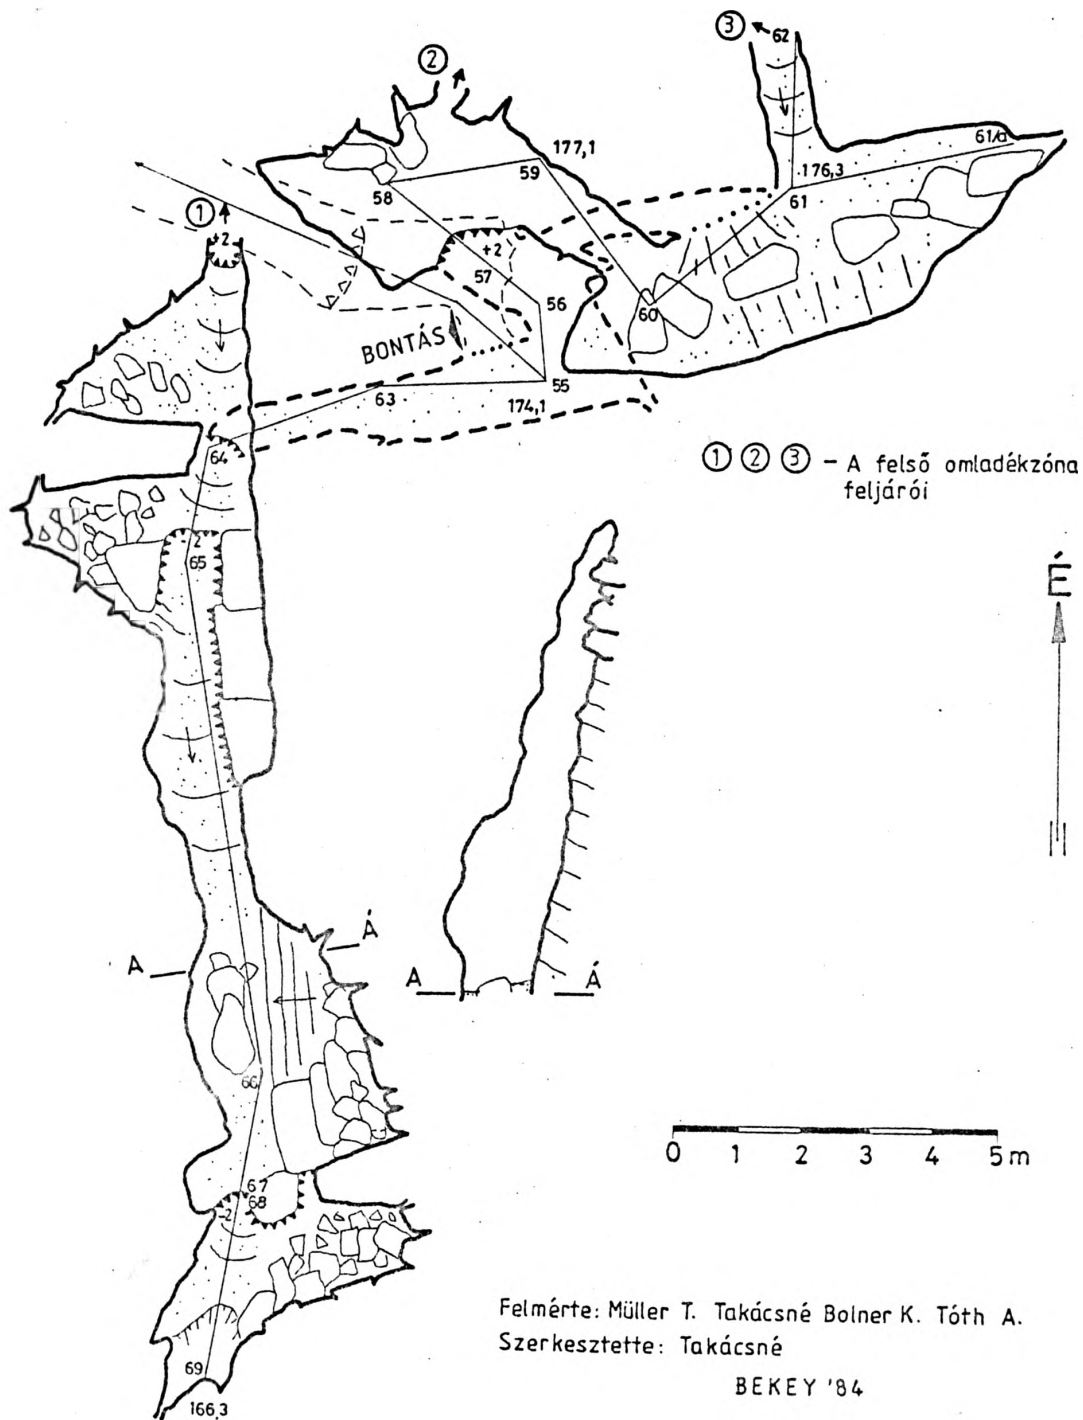 ③
62
②
61/a
177,1
59
176,3
61
58
①
+2
+2
57
56
60
BONTÁS
55
63
174,1
64
① ② ③ – A felső omladékzóna
feljárói
-2
65
É
Á
A
A
Á
66
0 1 2 3 4 5 m
67
68
-2
Felmérte: Müller T. Takácsné Bolner K. Tóth A.
Szerkesztette: Takácsné
69
BEKEY '84
166,3